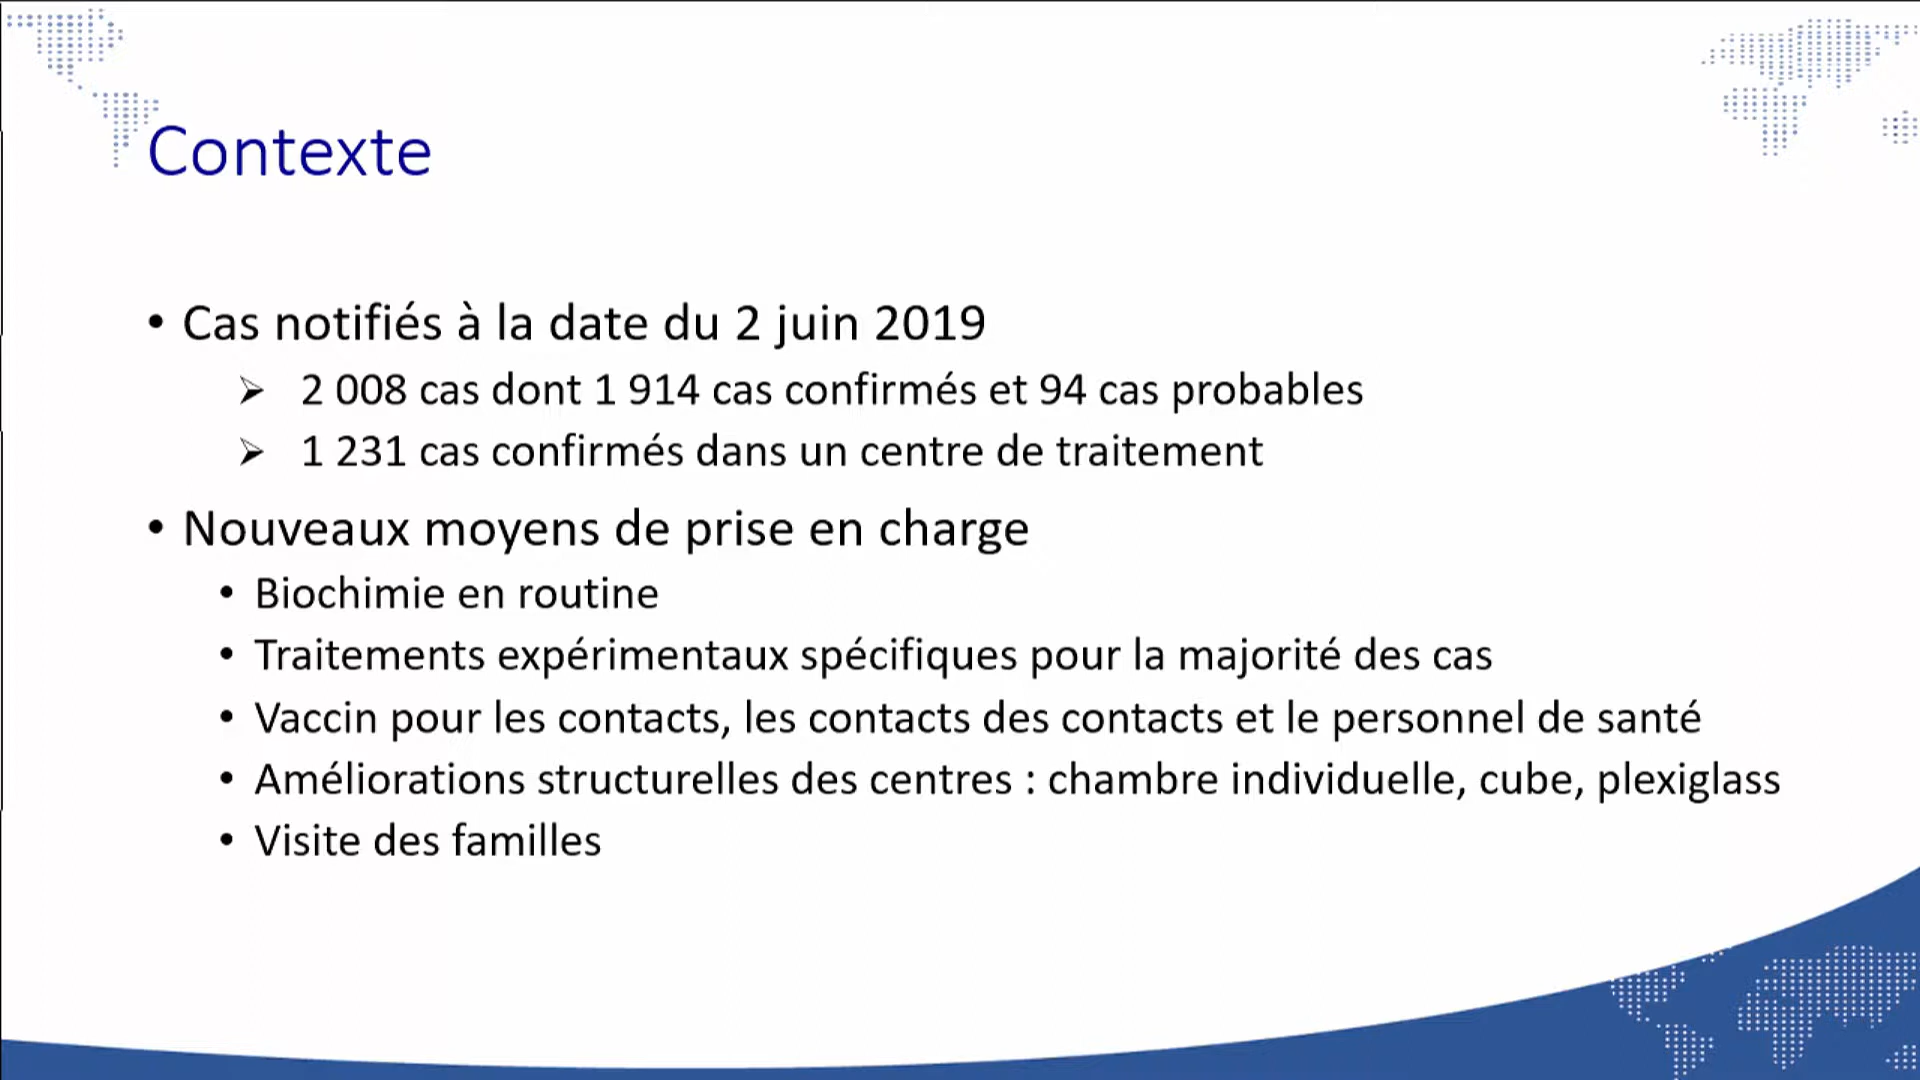 Contexte
• Cas notifiés à la date du 2 juin 2019
➢ 2 008 cas dont 1 914 cas confirmés et 94 cas probables
➢ 1 231 cas confirmés dans un centre de traitement
• Nouveaux moyens de prise en charge
• Biochimie en routine
• Traitements expérimentaux spécifiques pour la majorité des cas
• Vaccin pour les contacts, les contacts des contacts et le personnel de santé
• Améliorations structurelles des centres : chambre individuelle, cube, plexiglass
• Visite des familles